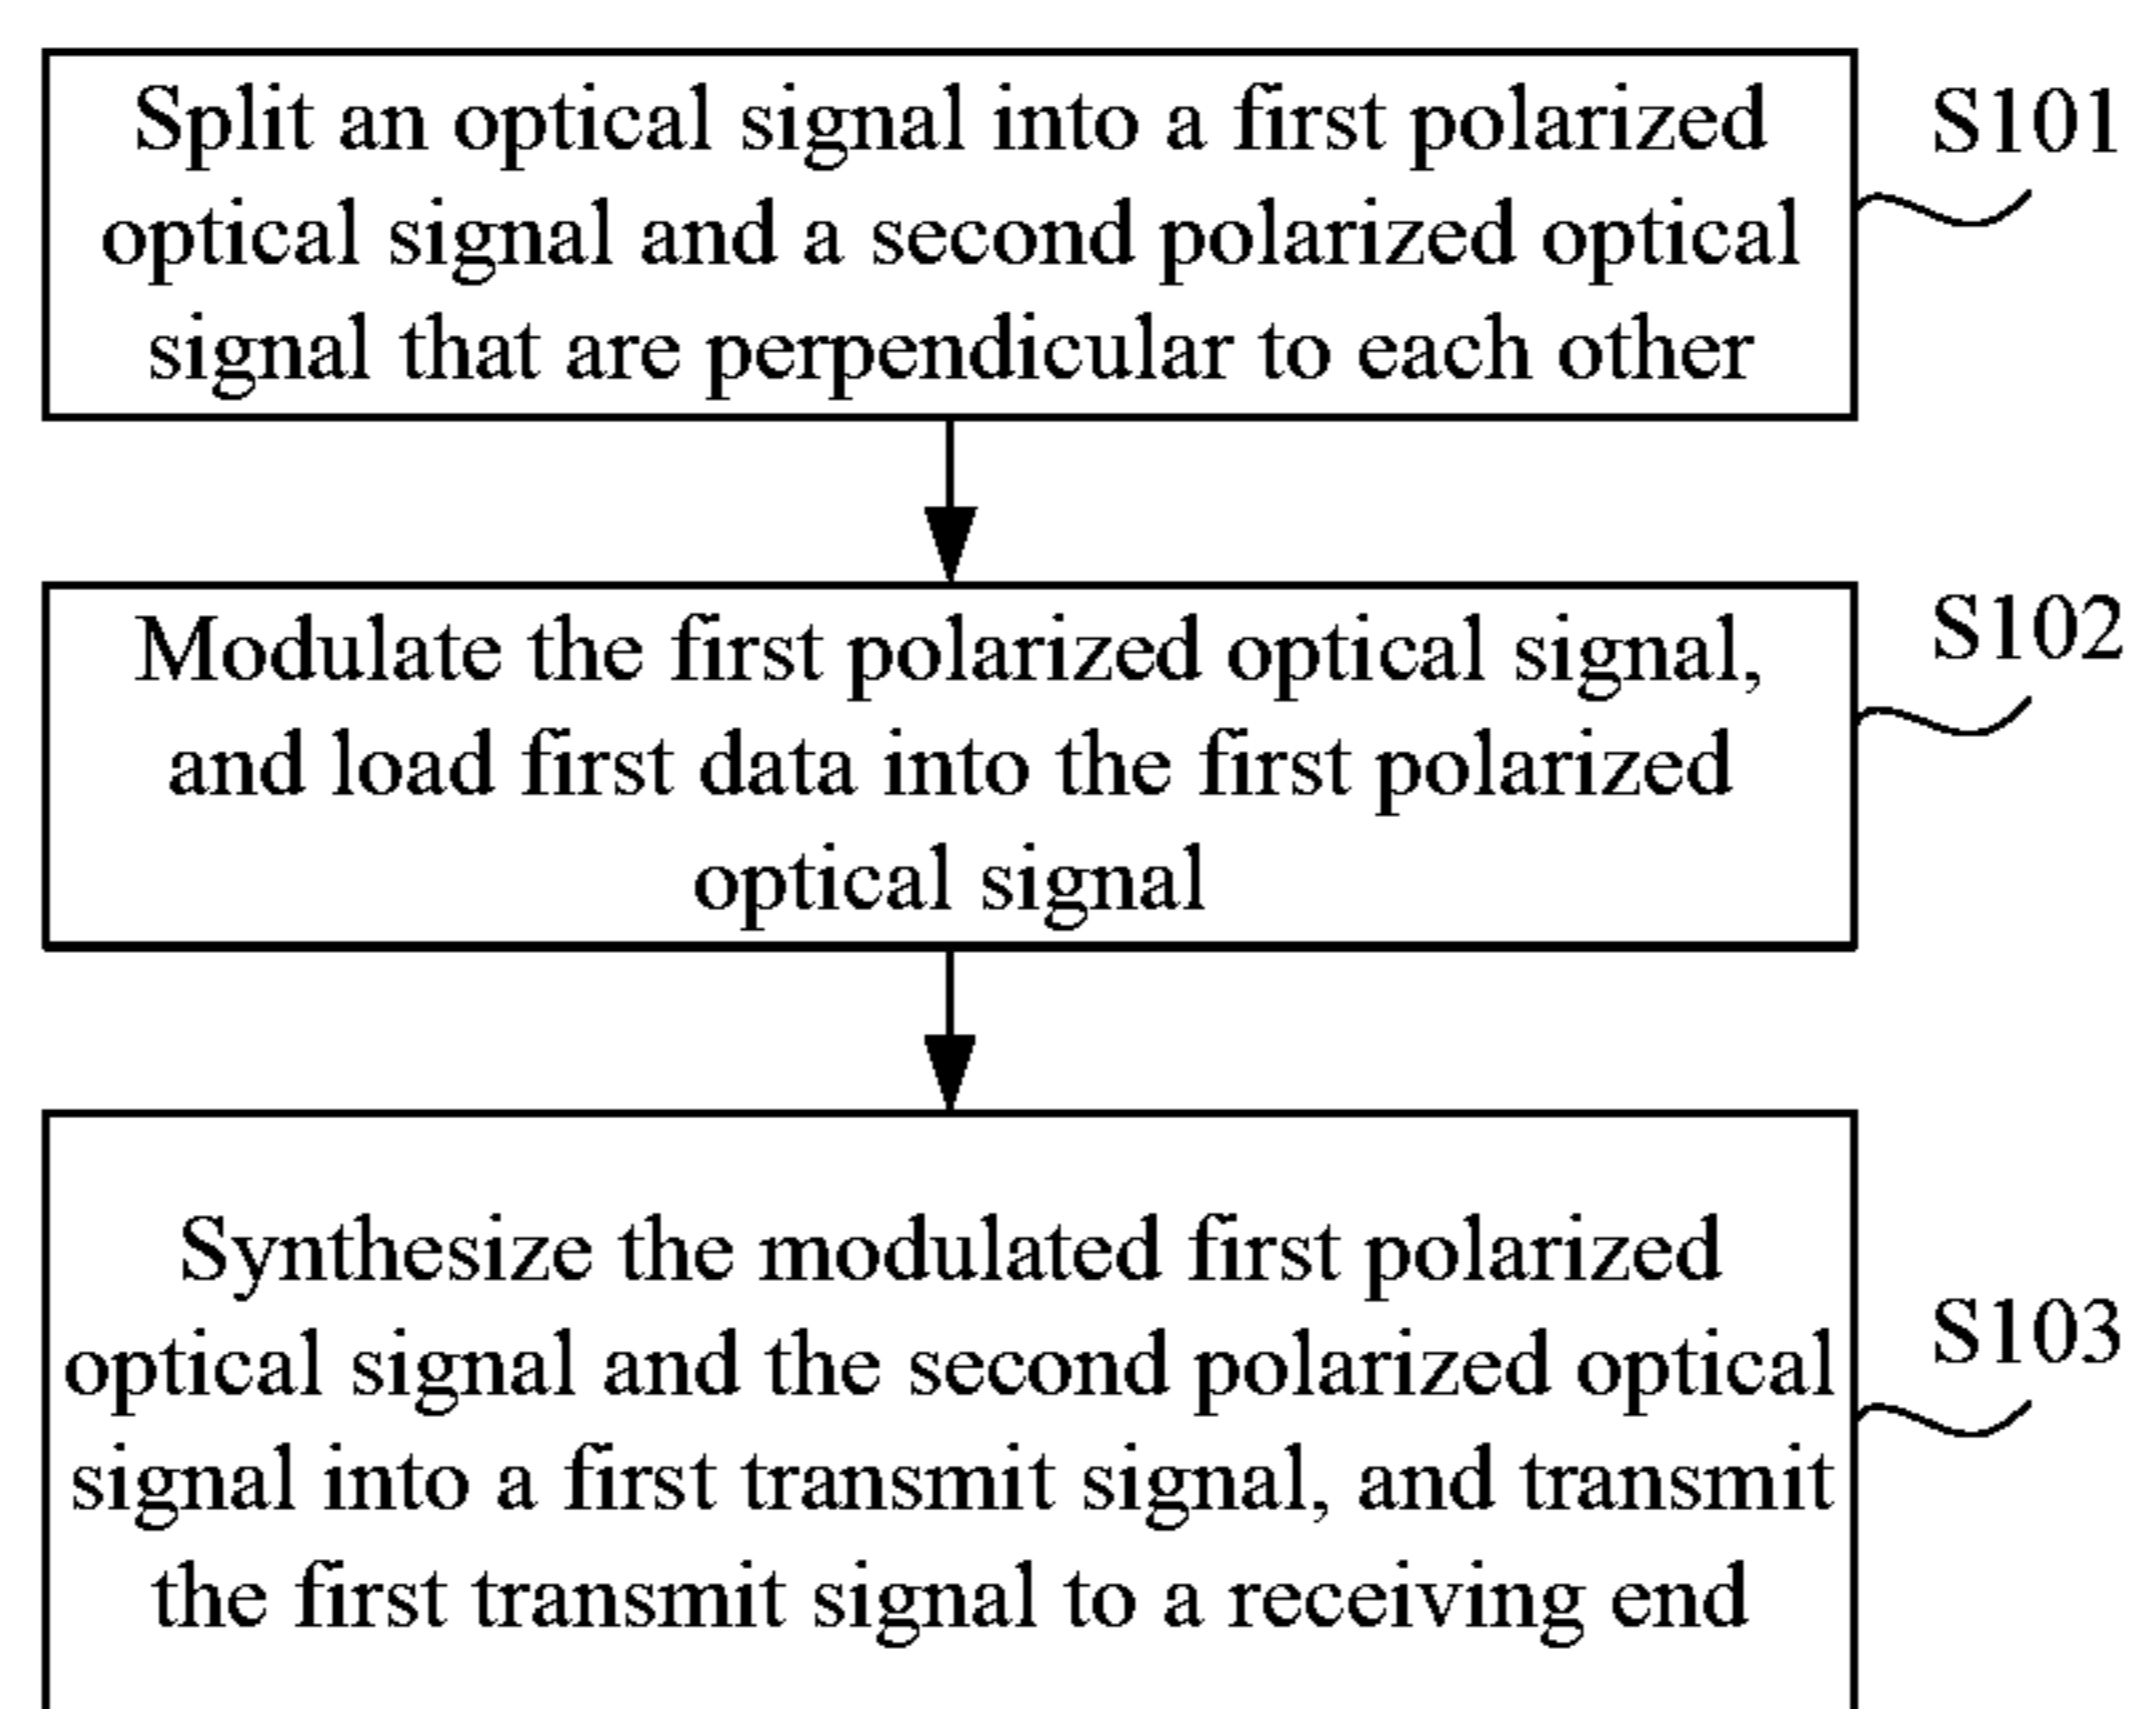 Split an optical signal into a first polarized
optical signal and a second polarized optical
signal that are perpendicular to each other
S101
Modulate the first polarized optical signal,
and load first data into the first polarized
optical signal
S102
Synthesize the modulated first polarized
optical signal and the second polarized optical
signal into a first transmit signal, and transmit
the first transmit signal to a receiving end
S103